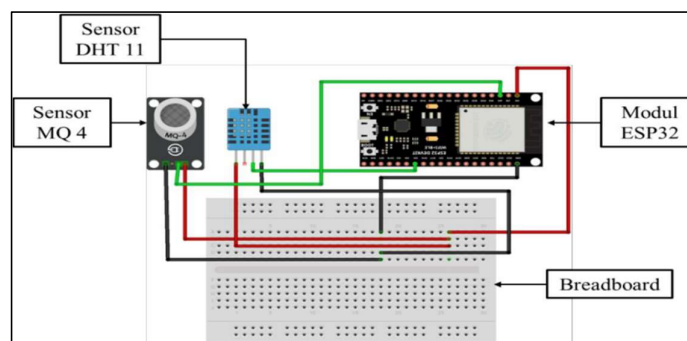 Sensor
DHT 11
Sensor
MQ 4
MQ-4
Modul
ESP32
Breadboard